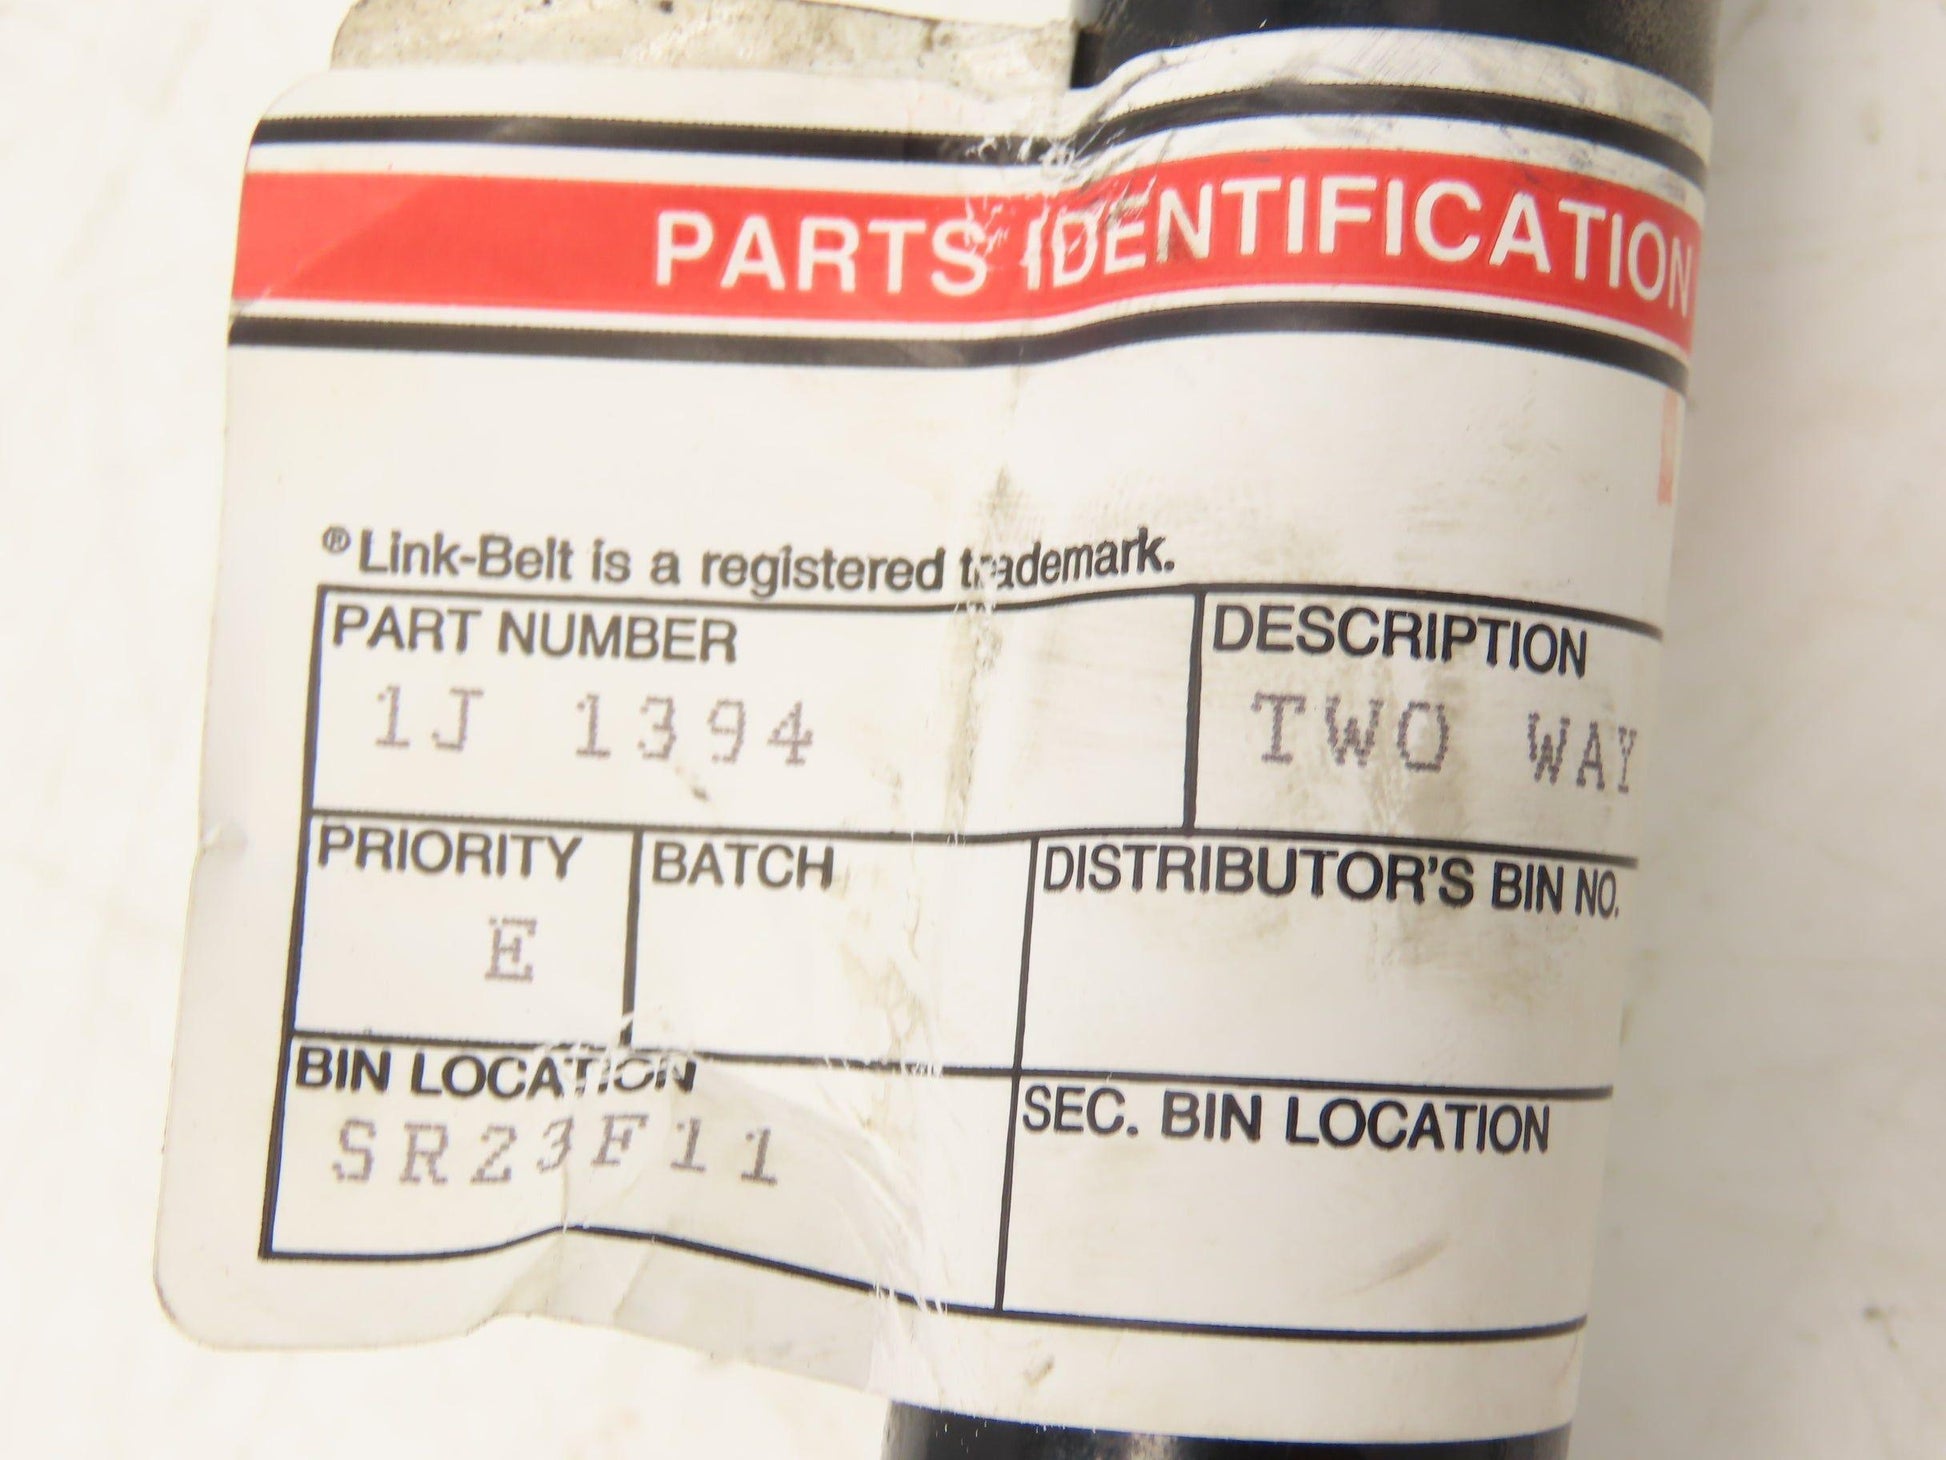 PARTS IDENTIFICATION
® Link-Belt is a registered trademark.
PART NUMBER
1J 1394
DESCRIPTION
TWO WAY
PRIORITY
E
BATCH
DISTRIBUTOR'S BIN NO.
BIN LOCATION
SR23F11
SEC. BIN LOCATION